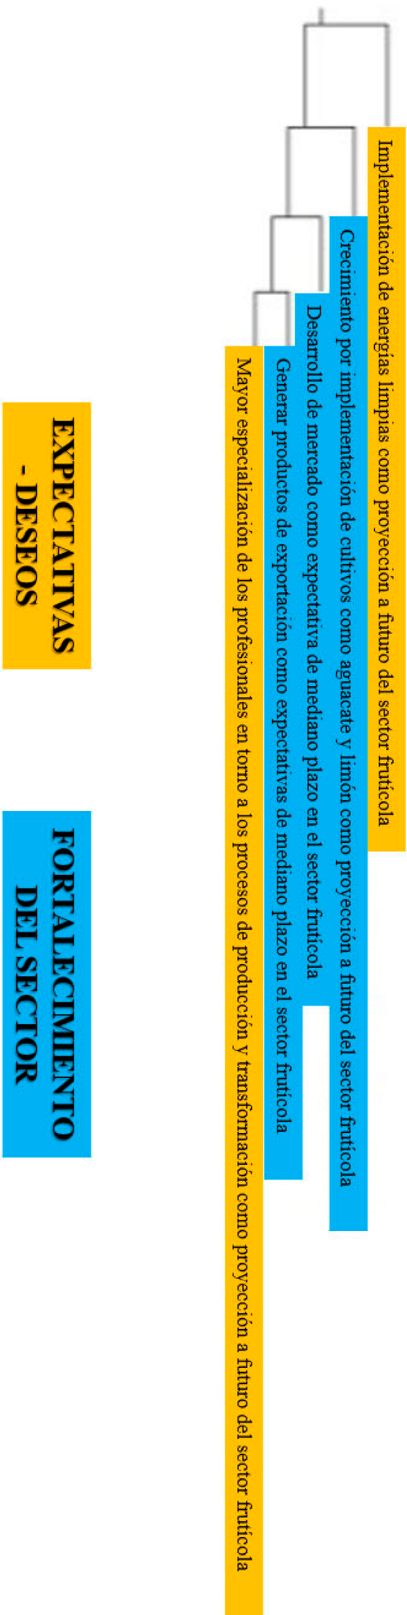 Implementación de energías limpias como proyección a futuro del sector frutícola
Crecimiento por implementación de cultivos como aguacate y limón como proyección a futuro del sector frutícola
Desarrollo de mercado como expectativa de mediano plazo en el sector frutícola
Generar productos de exportación como expectativas de mediano plazo en el sector frutícola
Mayor especialización de los profesionales en torno a los procesos de producción y transformación como proyección a futuro del sector frutícola
EXPECTATIVAS
- DESEOS
FORTALECIMIENTO
DEL SECTOR